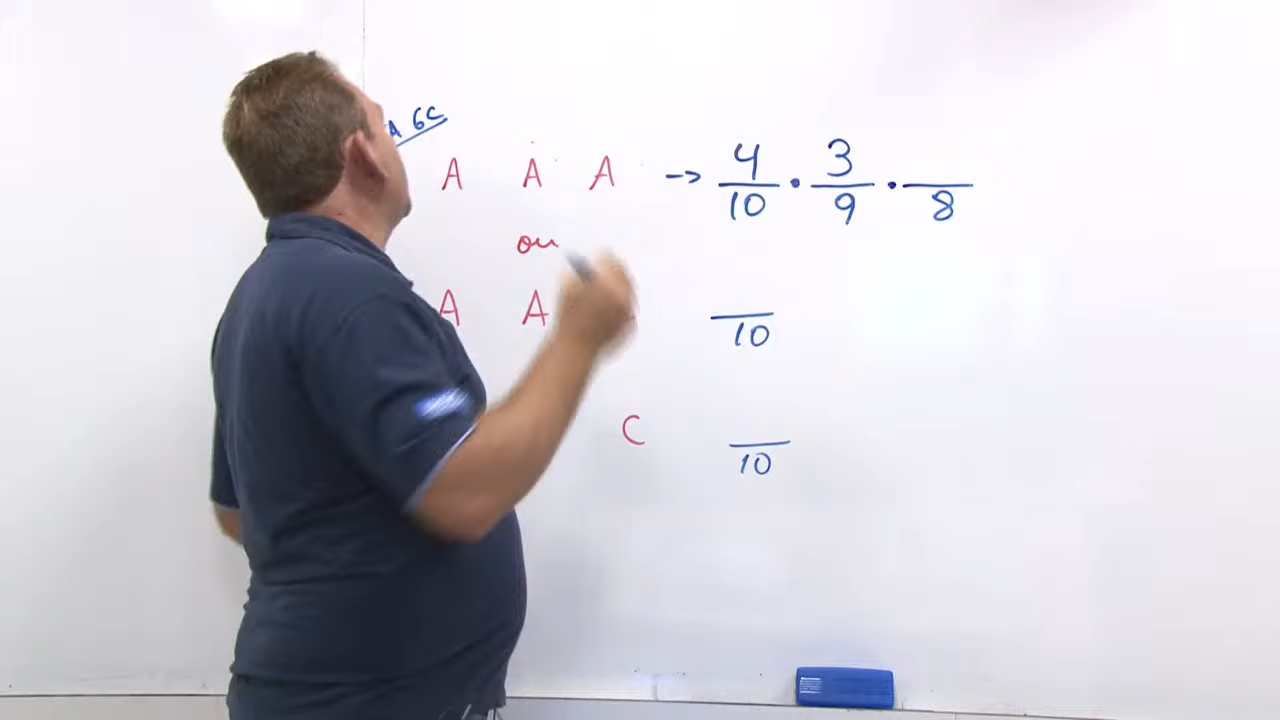 A 6C
A A A → 4/10 · 3/9 · /8
ou
A A /10
C /10